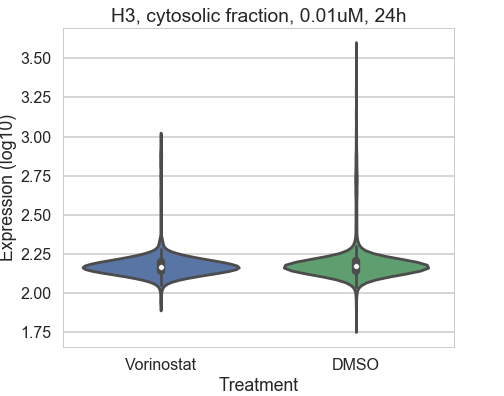 H3, cytosolic fraction, 0.01uM, 24h
Expression (log10)
3.50
3.25
3.00
2.75
2.50
2.25
2.00
1.75
Vorinostat
DMSO
Treatment